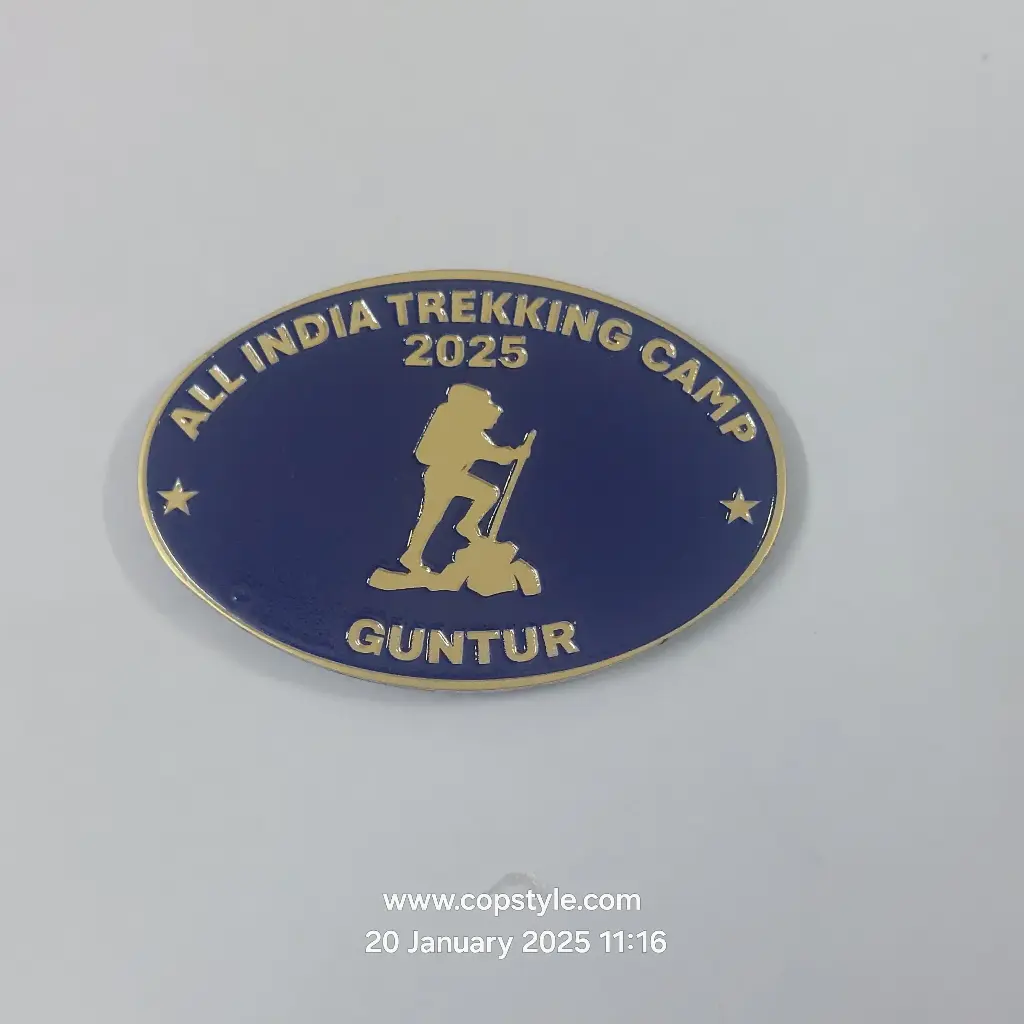 ALL INDIA TREKKING CAMP
2025
GUNTUR
www.copstyle.com
20 January 2025 11:16